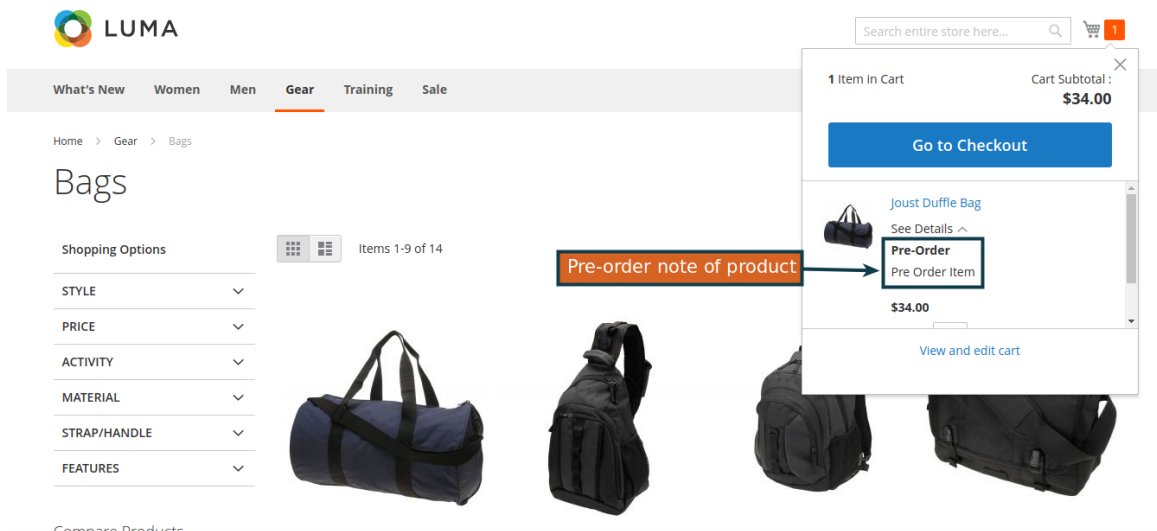 LUMA
Search entire store here...
1
What's New Women Men Gear Training Sale
1 Item in Cart
Cart Subtotal :
$34.00
Go to Checkout
Home > Gear > Bags
Bags
Joust Duffle Bag
See Details
Pre-Order
Pre Order Item
$34.00
View and edit cart
Shopping Options
Items 1-9 of 14
Pre-order note of product
STYLE
PRICE
ACTIVITY
MATERIAL
STRAP/HANDLE
FEATURES
Compare Products